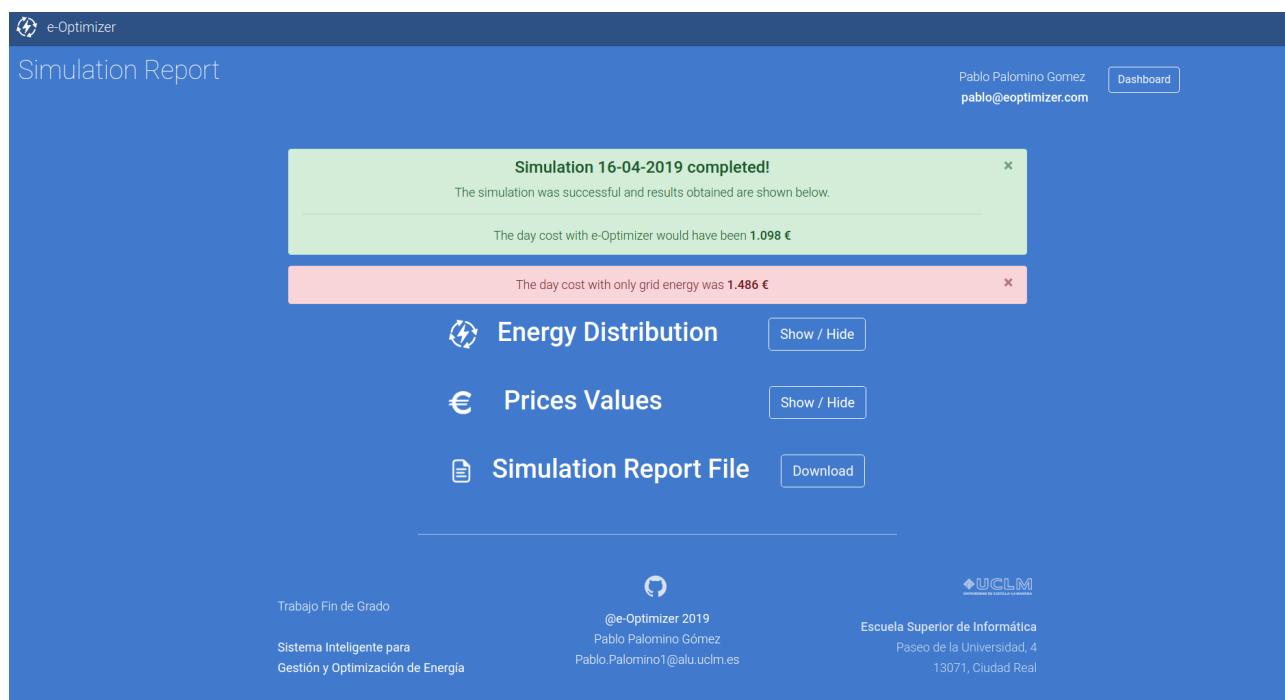 e-Optimizer
Simulation Report
Pablo Palomino Gomez
pablo@eoptimizer.com
Dashboard
Simulation 16-04-2019 completed!
×
The simulation was successful and results obtained are shown below.
The day cost with e-Optimizer would have been 1.098 €
The day cost with only grid energy was 1.486 €
×
Energy Distribution
Show / Hide
€ Prices Values
Show / Hide
Simulation Report File
Download
Trabajo Fin de Grado
Sistema Inteligente para
Gestión y Optimización de Energía
@e-Optimizer 2019
Pablo Palomino Gómez
Pablo.Palomino1@alu.uclm.es
UCLM
Escuela Superior de Informática
Paseo de la Universidad, 4
13071, Ciudad Real